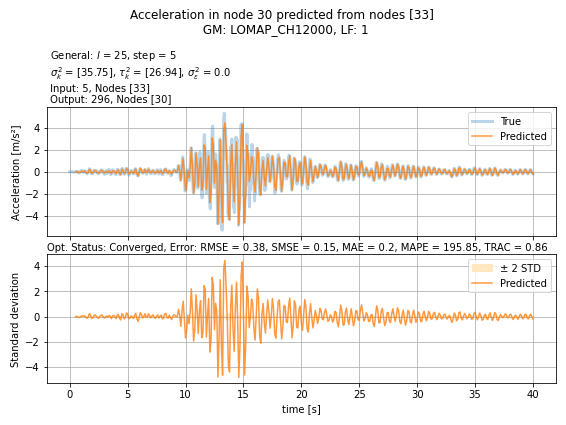 Acceleration in node 30 predicted from nodes [33]
GM: LOMAP_CH12000, LF: 1
General: l = 25, step = 5
σ²ₖ = [35.75], τ²ₖ = [26.94], σ²ε = 0.0
Input: 5, Nodes [33]
Output: 296, Nodes [30]
Acceleration [m/s²]
4
2
0
−2
−4
True
Predicted
Opt. Status: Converged, Error: RMSE = 0.38, SMSE = 0.15, MAE = 0.2, MAPE = 195.85, TRAC = 0.86
Standard deviation
4
2
0
−2
−4
± 2 STD
Predicted
0 5 10 15 20 25 30 35 40
time [s]